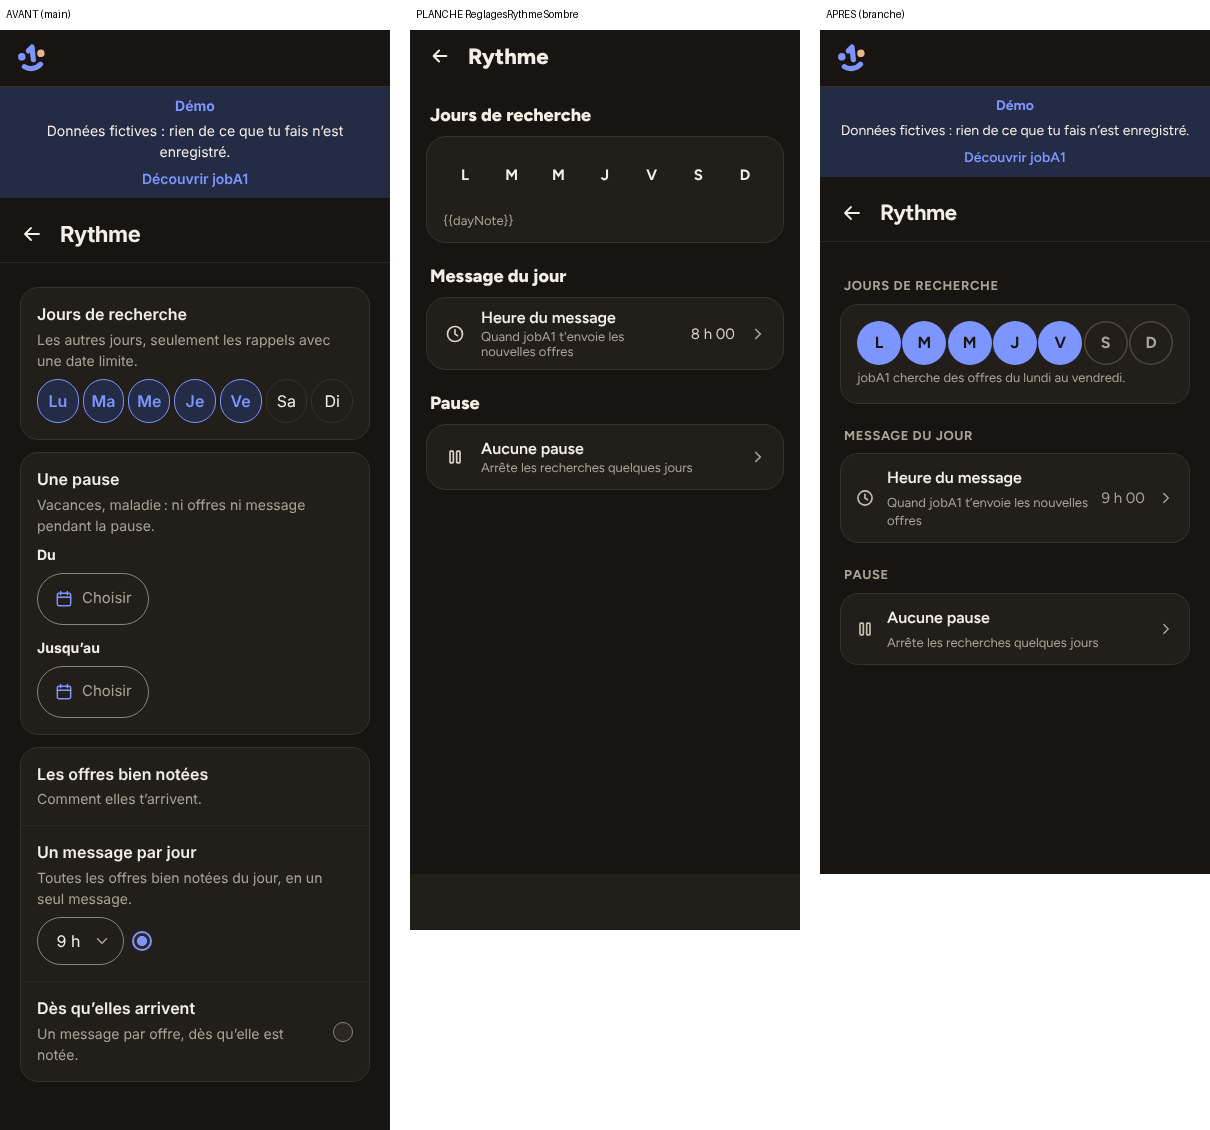 AVANT (main)
Démo
Données fictives : rien de ce que tu fais n’est
enregistré.
Découvrir jobA1
Rythme
Jours de recherche
Les autres jours, seulement les rappels avec
une date limite.
Lu Ma Me Je Ve Sa Di
Une pause
Vacances, maladie : ni offres ni message
pendant la pause.
Du
Choisir
Jusqu’au
Choisir
Les offres bien notées
Comment elles t’arrivent.
Un message par jour
Toutes les offres bien notées du jour, en un
seul message.
9 h
Dès qu’elles arrivent
Un message par offre, dès qu’elle est
notée.
PLANCHE ReglagesRythmeSombre
Rythme
Jours de recherche
L M M J V S D
{{dayNote}}
Message du jour
Heure du message
Quand jobA1 t'envoie les
nouvelles offres
8 h 00
Pause
Aucune pause
Arrête les recherches quelques jours
APRES (branche)
Démo
Données fictives : rien de ce que tu fais n’est enregistré.
Découvrir jobA1
Rythme
JOURS DE RECHERCHE
L M M J V S D
jobA1 cherche des offres du lundi au vendredi.
MESSAGE DU JOUR
Heure du message
Quand jobA1 t’envoie les nouvelles
offres
9 h 00
PAUSE
Aucune pause
Arrête les recherches quelques jours